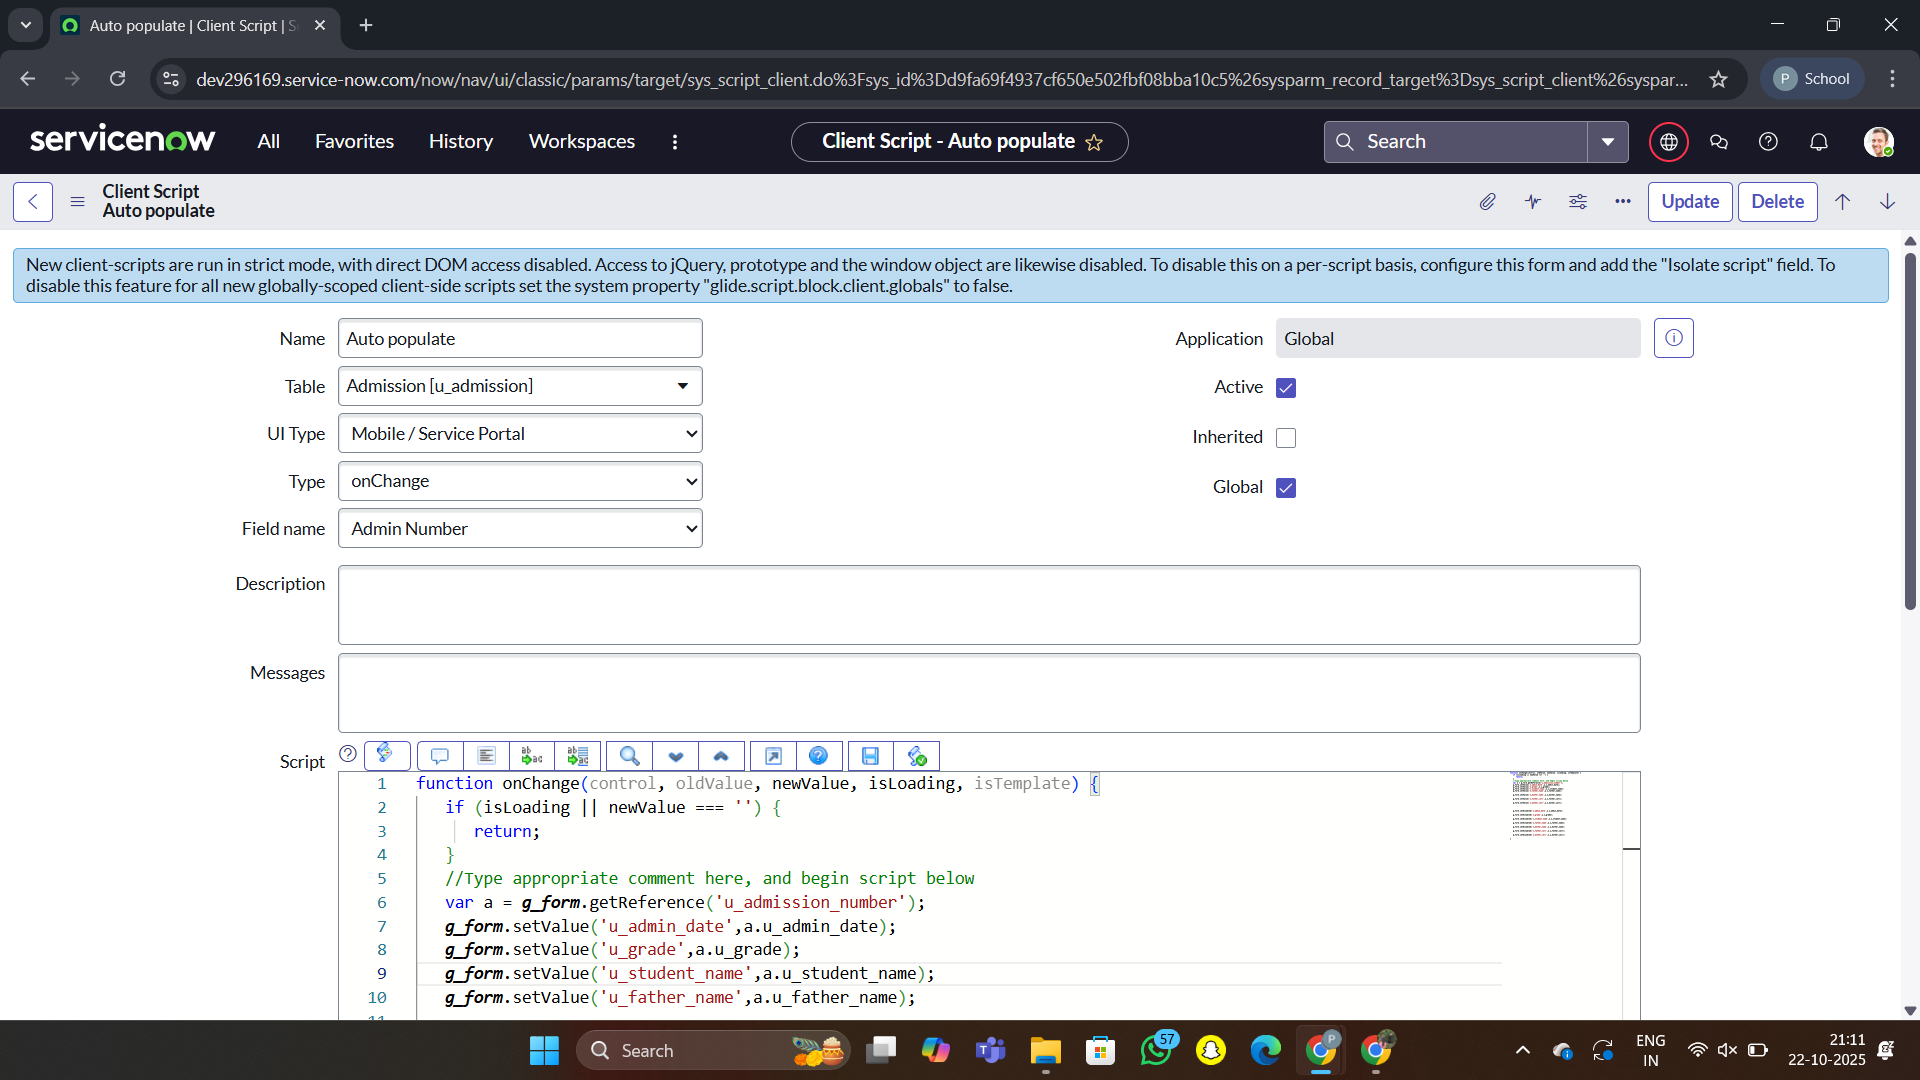 Auto populate | Client Script | S
dev296169.service-now.com/now/nav/ui/classic/params/target/sys_script_client.do%3Fsys_id%3Dd9fa69f4937cf650e502fbf08bba10c5%26sysparm_record_target%3Dsys_script_client%26syspar...
School
servicenow All Favorites History Workspaces
Client Script - Auto populate
Search
Client Script
Auto populate
Update
Delete
New client-scripts are run in strict mode, with direct DOM access disabled. Access to jQuery, prototype and the window object are likewise disabled. To disable this on a per-script basis, configure this form and add the "Isolate script" field. To
disable this feature for all new globally-scoped client-side scripts set the system property "glide.script.block.client.globals" to false.
Name Auto populate
Application Global
Table Admission [u_admission]
Active
UI Type Mobile / Service Portal
Inherited
Type onChange
Global
Field name Admin Number
Description
Messages
Script
1 function onChange(control, oldValue, newValue, isLoading, isTemplate) {
2 if (isLoading || newValue === '') {
3 return;
4 }
5 //Type appropriate comment here, and begin script below
6 var a = g_form.getReference('u_admission_number');
7 g_form.setValue('u_admin_date',a.u_admin_date);
8 g_form.setValue('u_grade',a.u_grade);
9 g_form.setValue('u_student_name',a.u_student_name);
10 g_form.setValue('u_father_name',a.u_father_name);
Search
57
ENG
IN
21:11
22-10-2025